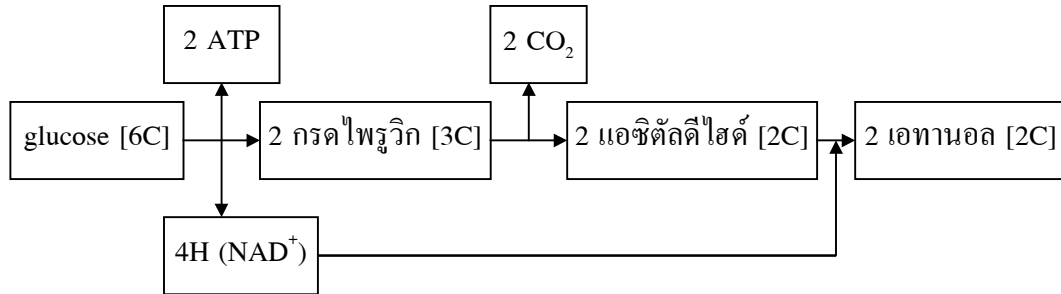 2 ATP
2 CO₂
glucose [6C]
2 กรดไพรูวิก [3C]
2 แอซิตัลดีไฮด์ [2C]
2 เอทานอล [2C]
4H (NAD⁺)